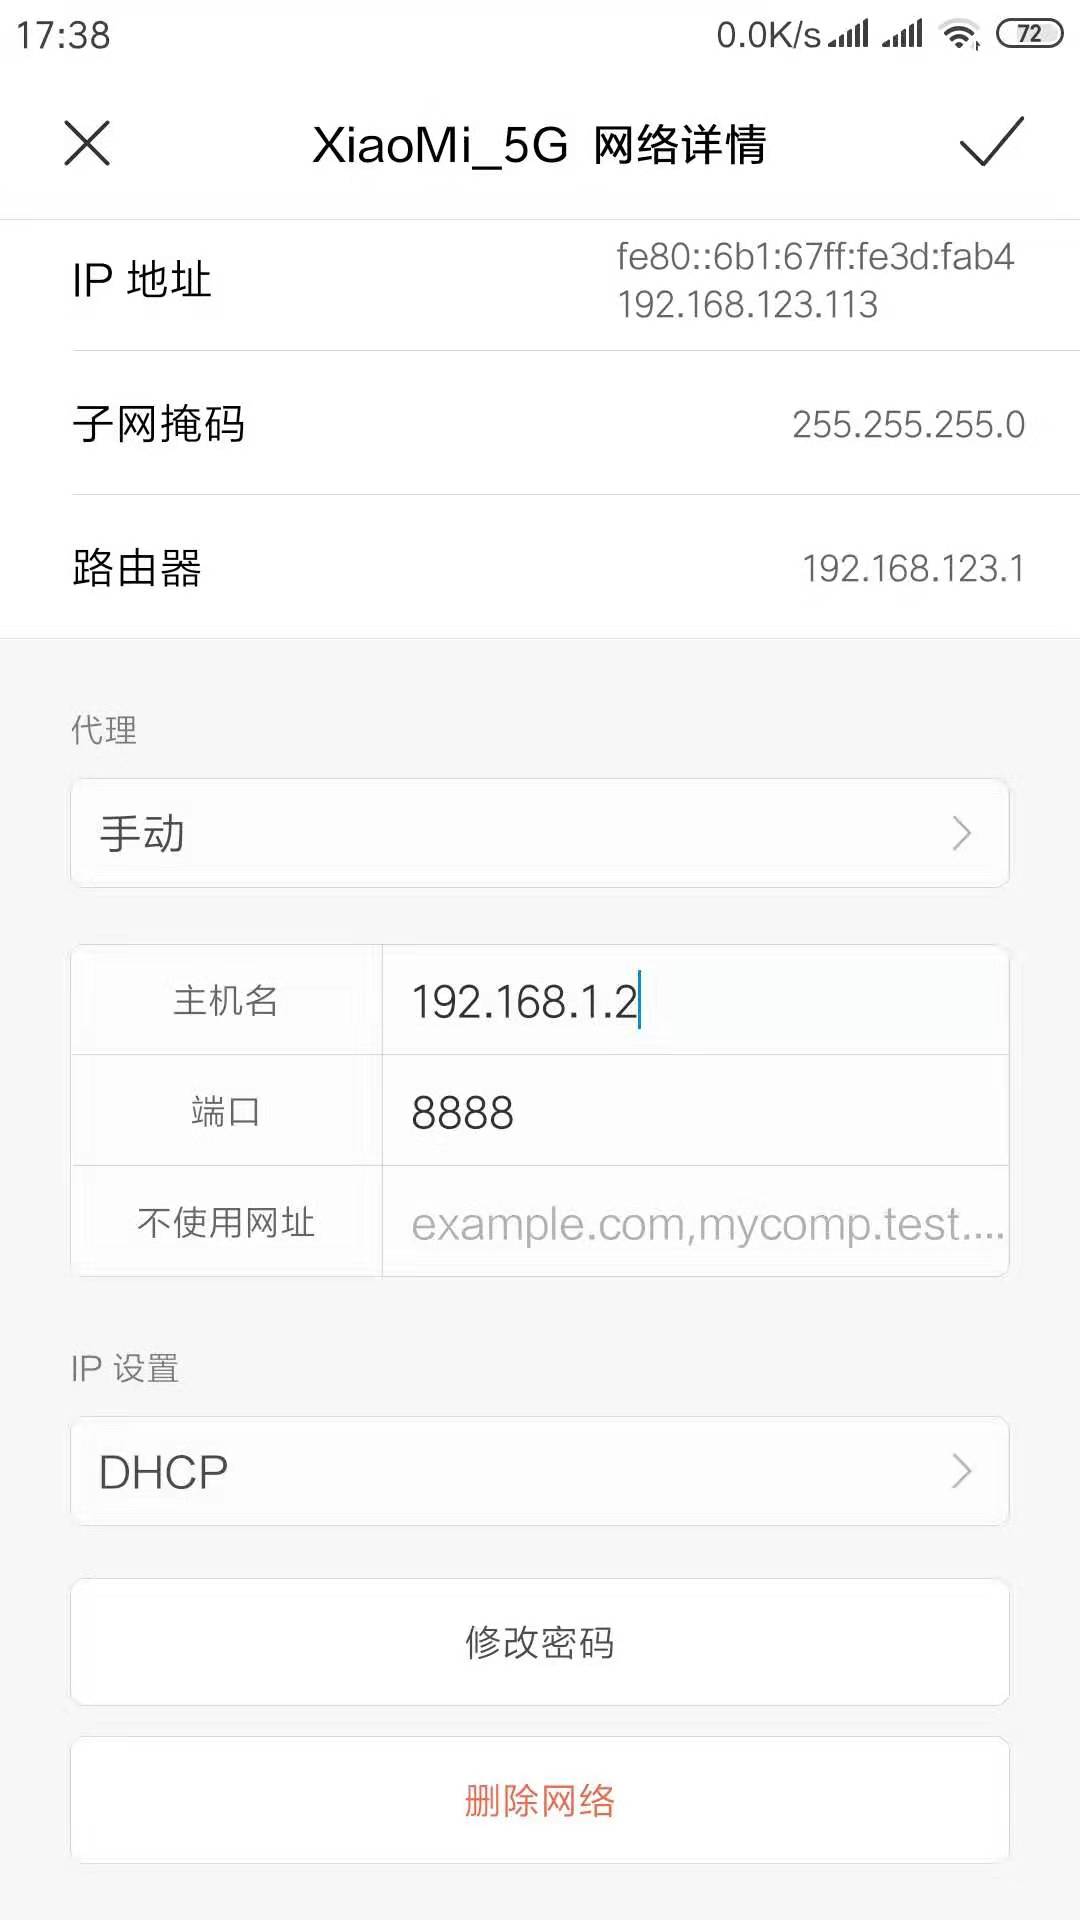 17:38
0.0K/s
72
XiaoMi_5G 网络详情
IP 地址
fe80::6b1:67ff:fe3d:fab4
192.168.123.113
子网掩码
255.255.255.0
路由器
192.168.123.1
代理
手动
主机名
192.168.1.2
端口
8888
不使用网址
example.com,mycomp.test....
IP 设置
DHCP
修改密码
删除网络